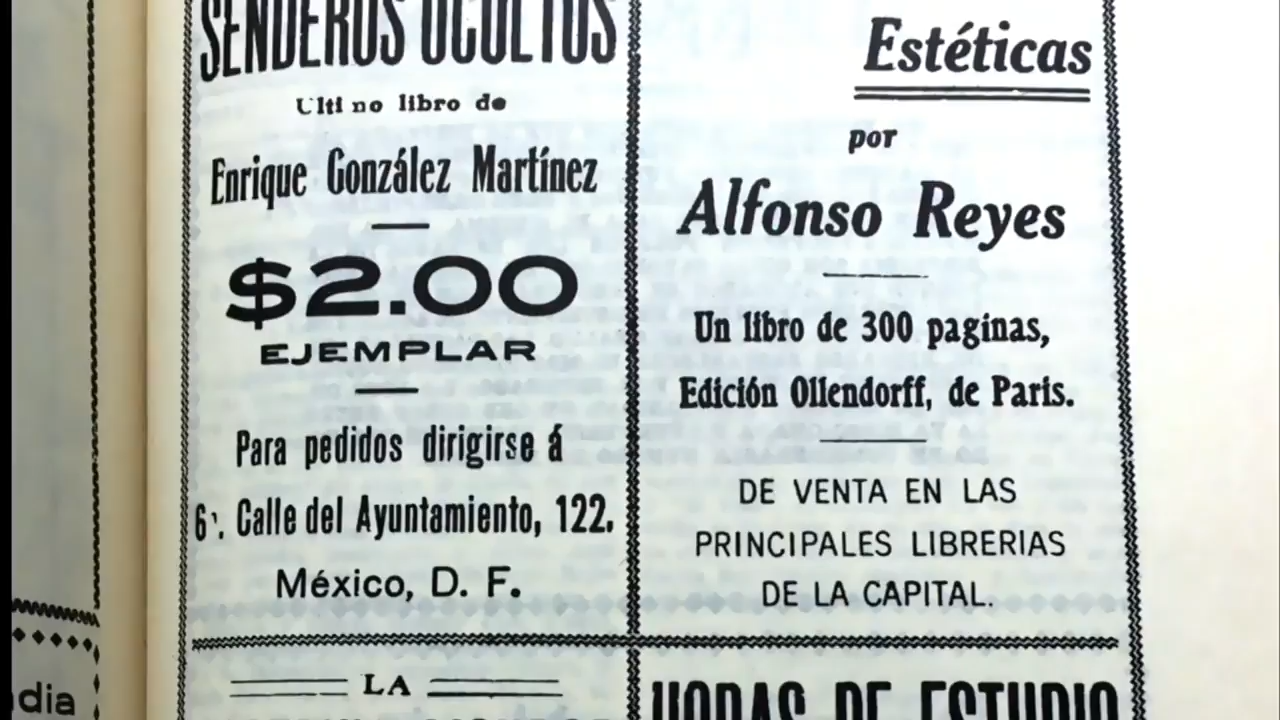 SENDEROS OCULTOS
Ulti no libro de
Enrique González Martínez
$2.00
EJEMPLAR
Para pedidos dirigirse á
6ª. Calle del Ayuntamiento, 122.
México, D. F.
Estéticas
por
Alfonso Reyes
Un libro de 300 paginas,
Edición Ollendorff, de Paris.
DE VENTA EN LAS
PRINCIPALES LIBRERIAS
DE LA CAPITAL.
LA
HORAS DE ESTUDIO
dia